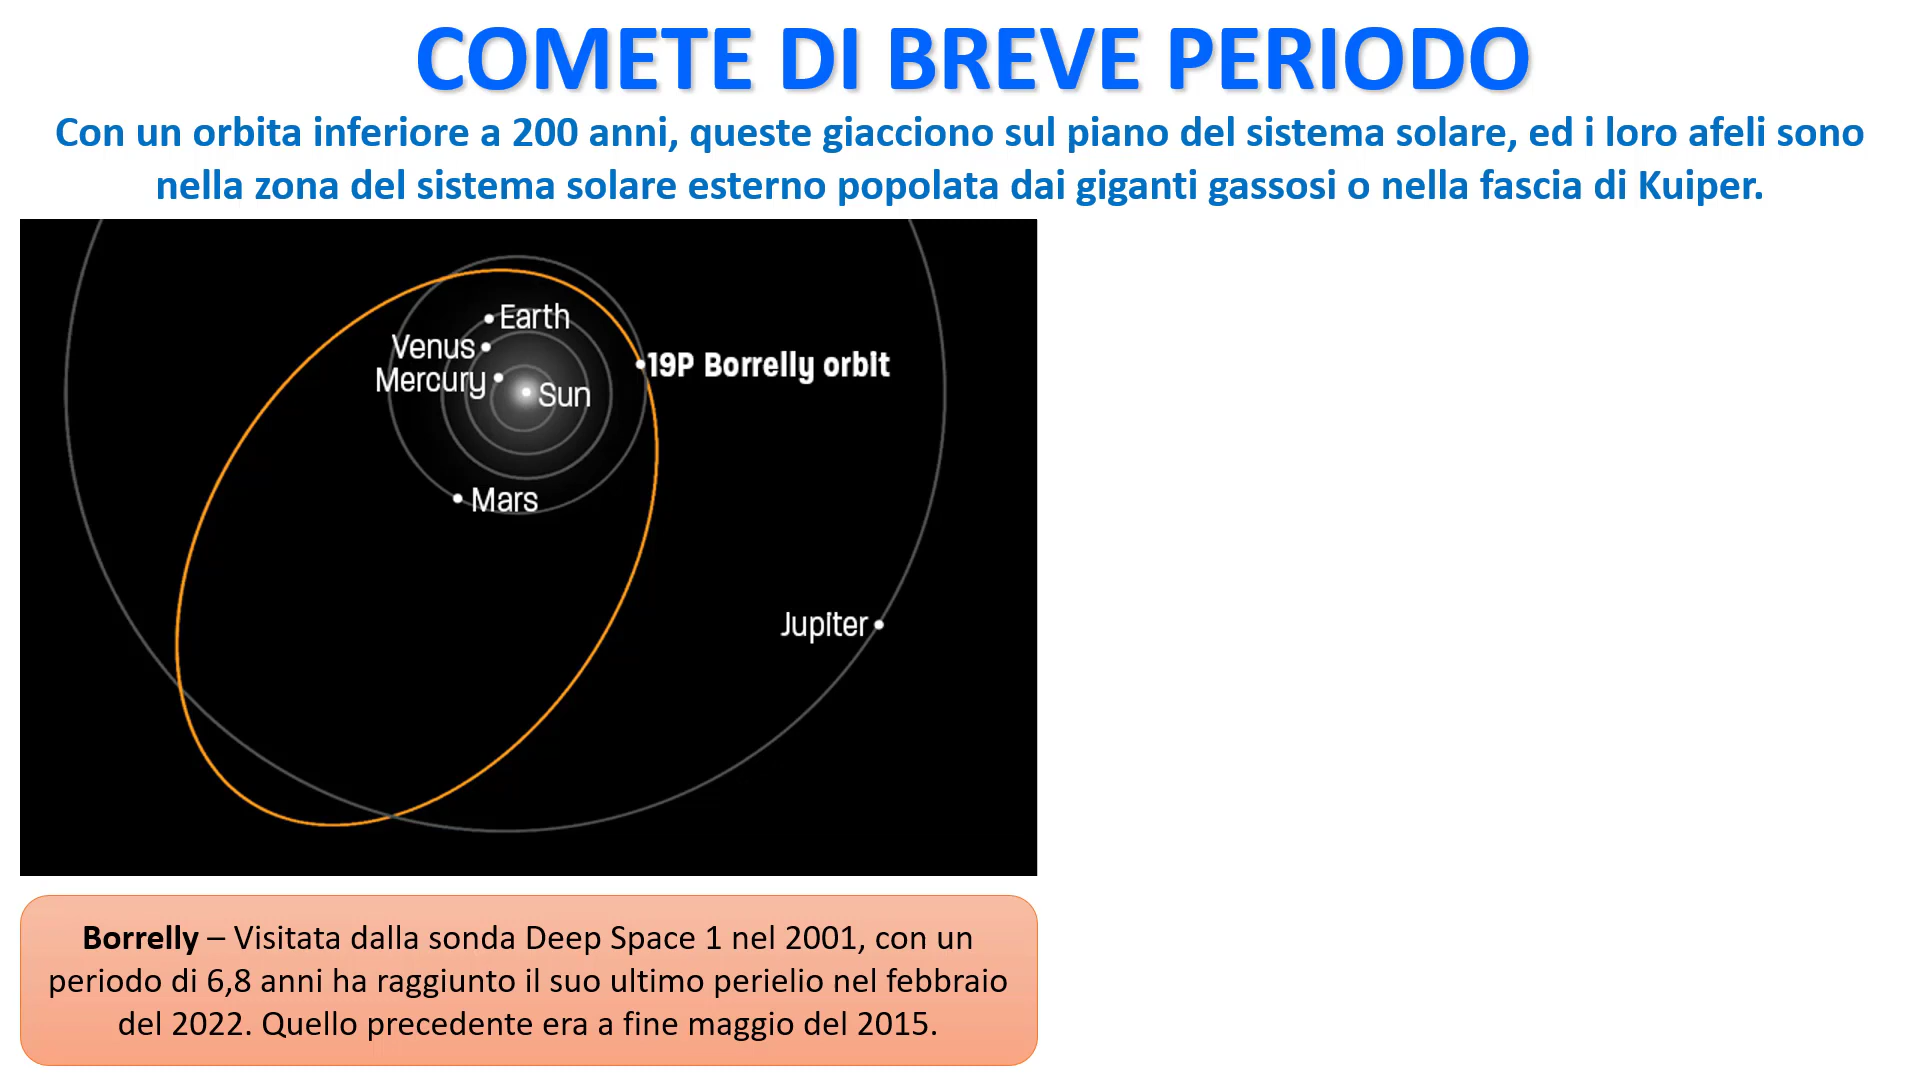 COMETE DI BREVE PERIODO
Con un orbita inferiore a 200 anni, queste giacciono sul piano del sistema solare, ed i loro afeli sono
nella zona del sistema solare esterno popolata dai giganti gassosi o nella fascia di Kuiper.
Earth
Venus
19P Borrelly orbit
Mercury
Sun
Mars
Jupiter
Borrelly – Visitata dalla sonda Deep Space 1 nel 2001, con un
periodo di 6,8 anni ha raggiunto il suo ultimo perielio nel febbraio
del 2022. Quello precedente era a fine maggio del 2015.